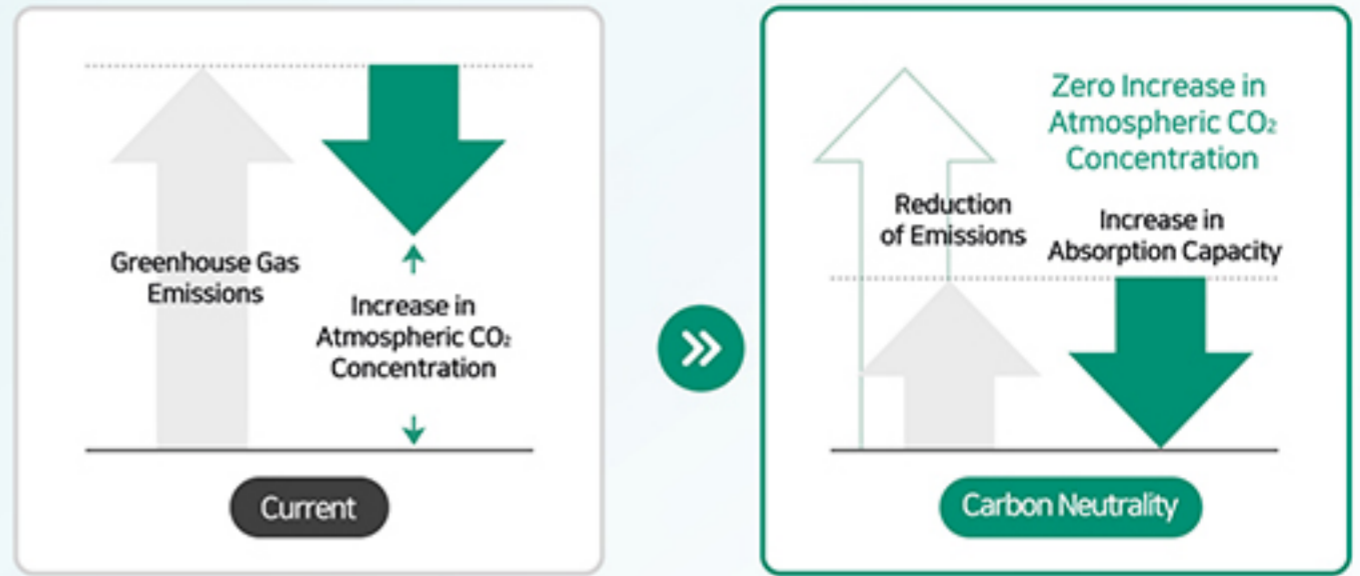 Greenhouse Gas
Emissions
Increase in
Atmospheric CO₂
Concentration
Current
Zero Increase in
Atmospheric CO₂
Concentration
Reduction
of Emissions
Increase in
Absorption Capacity
Carbon Neutrality